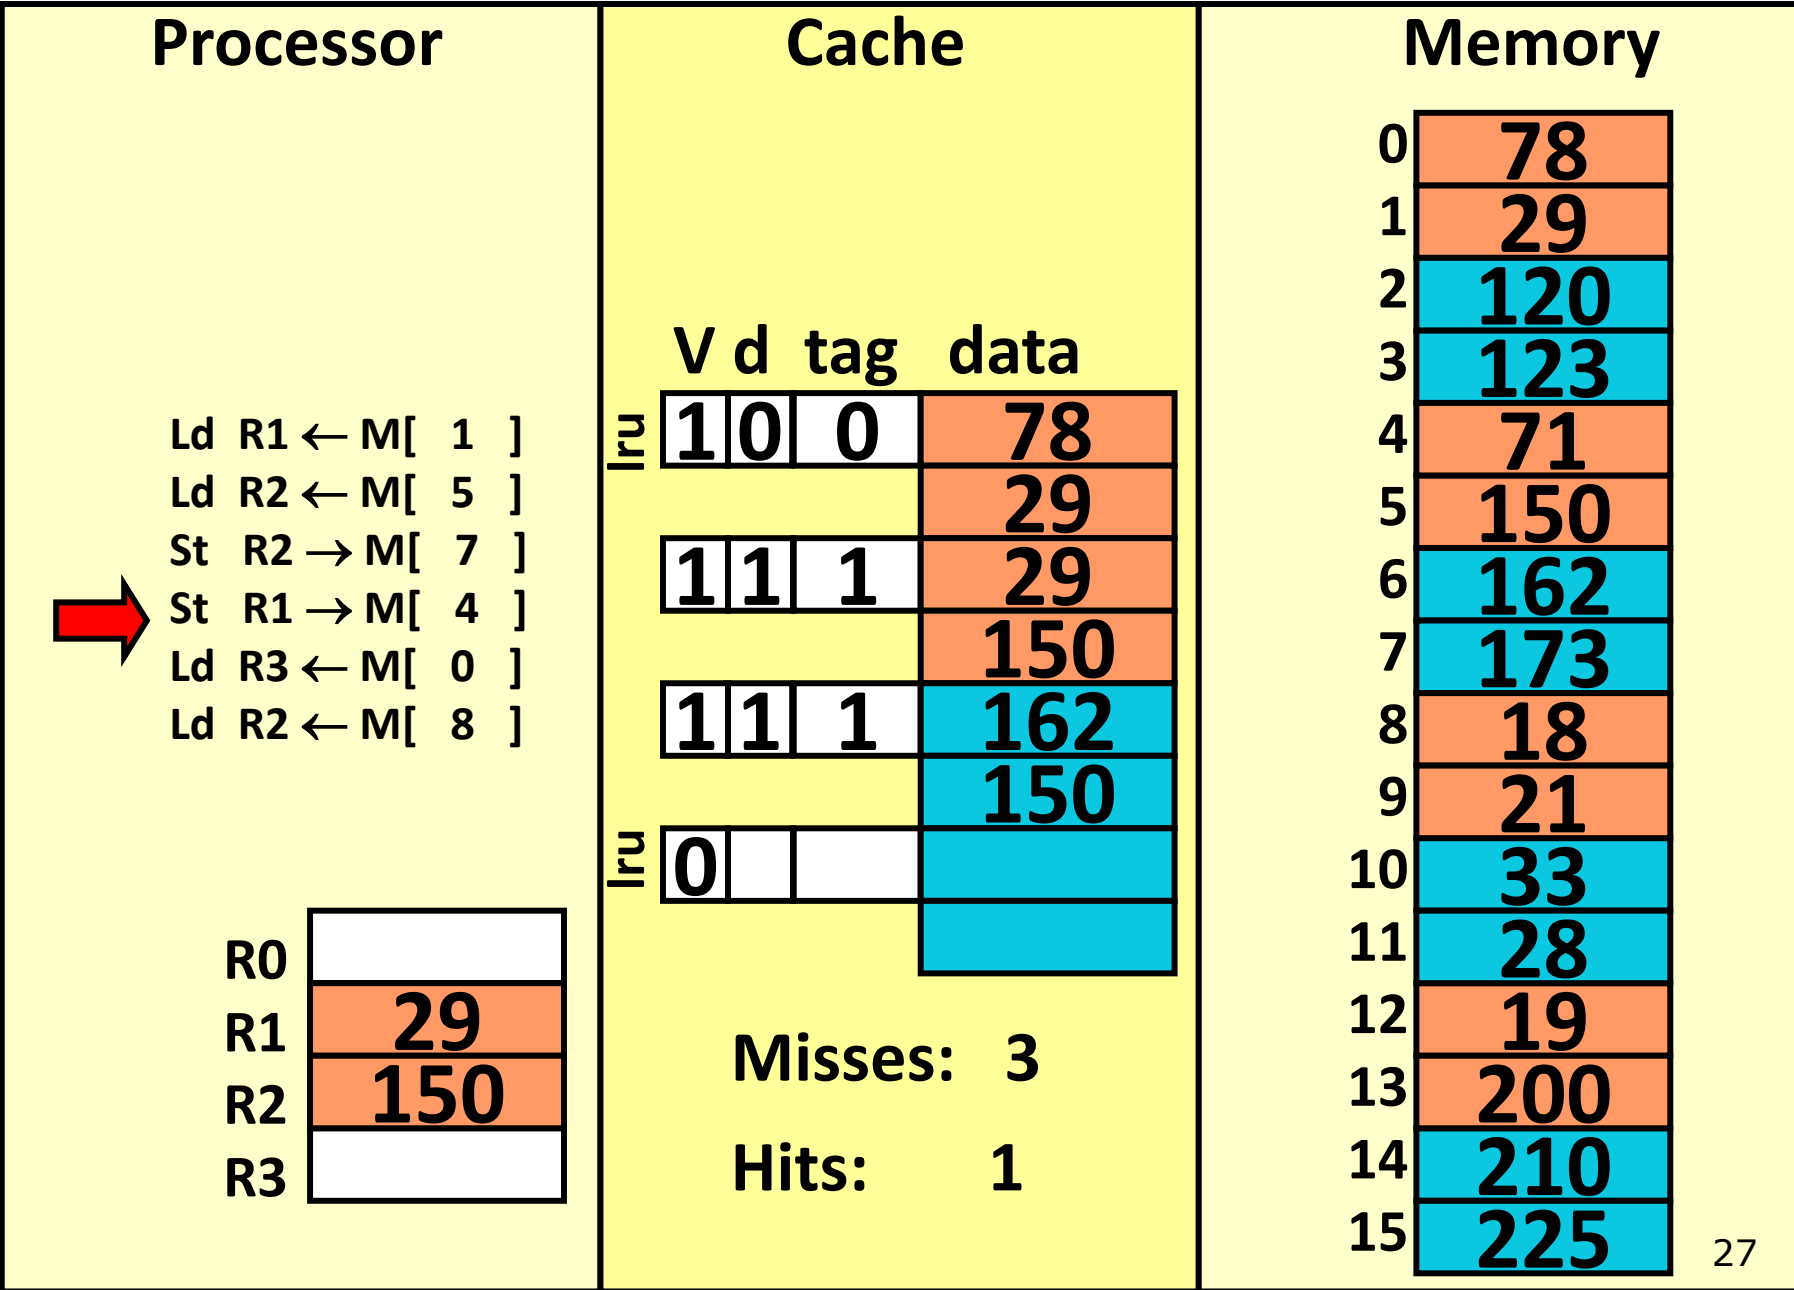 Processor
Ld R1 ← M[ 1 ]
Ld R2 ← M[ 5 ]
St R2 → M[ 7 ]
St R1 → M[ 4 ]
Ld R3 ← M[ 0 ]
Ld R2 ← M[ 8 ]
R0
R1 29
R2 150
R3
Cache
V d tag data
lru 1 0 0 78
29
1 1 1 29
150
1 1 1 162
150
lru 0
Misses: 3
Hits: 1
Memory
0 78
1 29
2 120
3 123
4 71
5 150
6 162
7 173
8 18
9 21
10 33
11 28
12 19
13 200
14 210
15 225
27